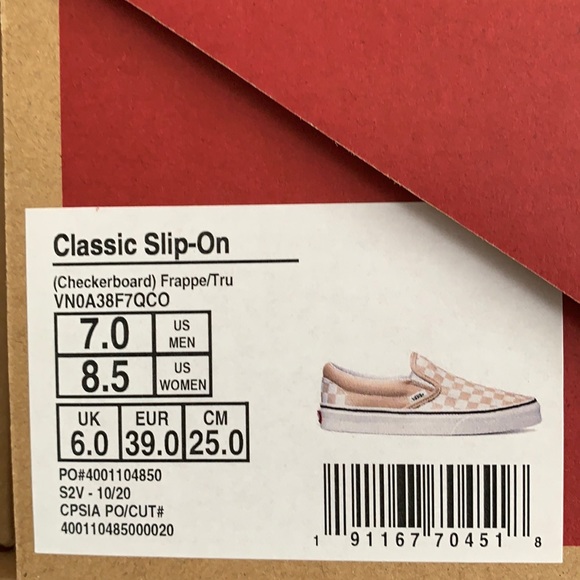 Classic Slip-On
(Checkerboard) Frappe/Tru
VN0A38F7QCO
7.0 US MEN
8.5 US WOMEN
UK EUR CM
6.0 39.0 25.0
PO#4001104850
S2V - 10/20
CPSIA PO/CUT#
400110485000020
1 91167 70451 8